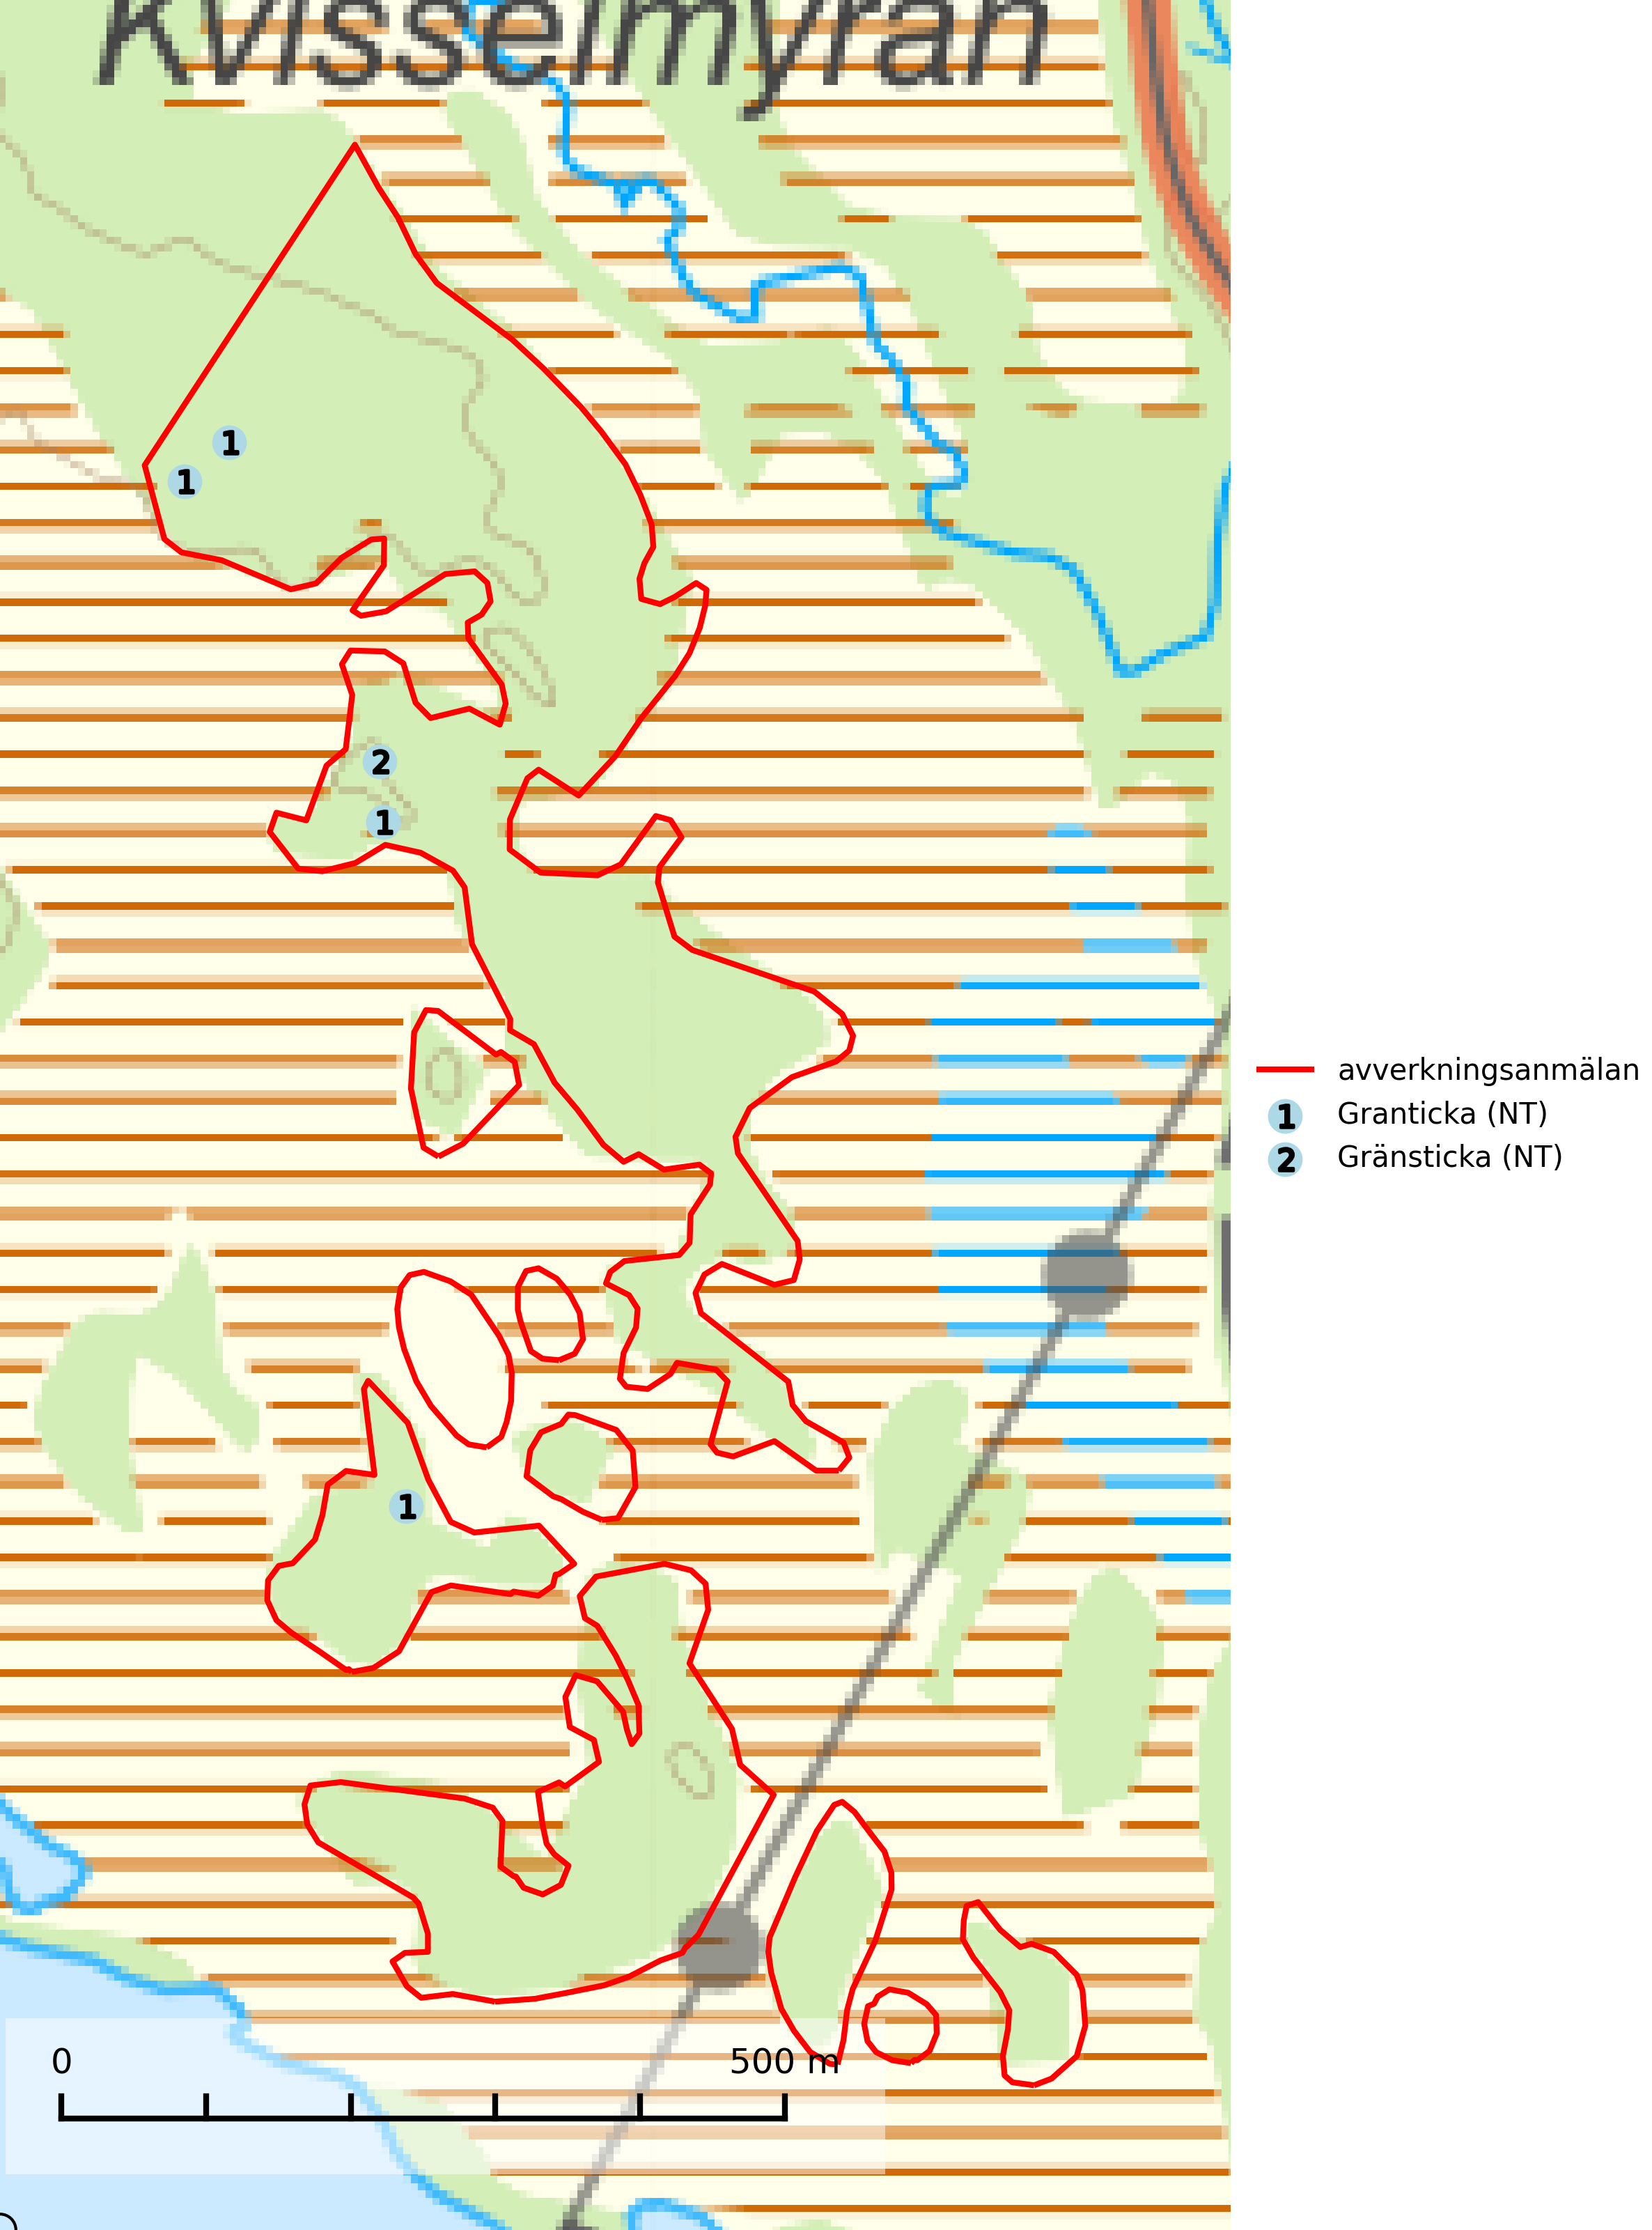 Kvisselmyran
1
1
2
1
avverkningsanmälan
1 Granticka (NT)
2 Gränsticka (NT)
1
0 500 m